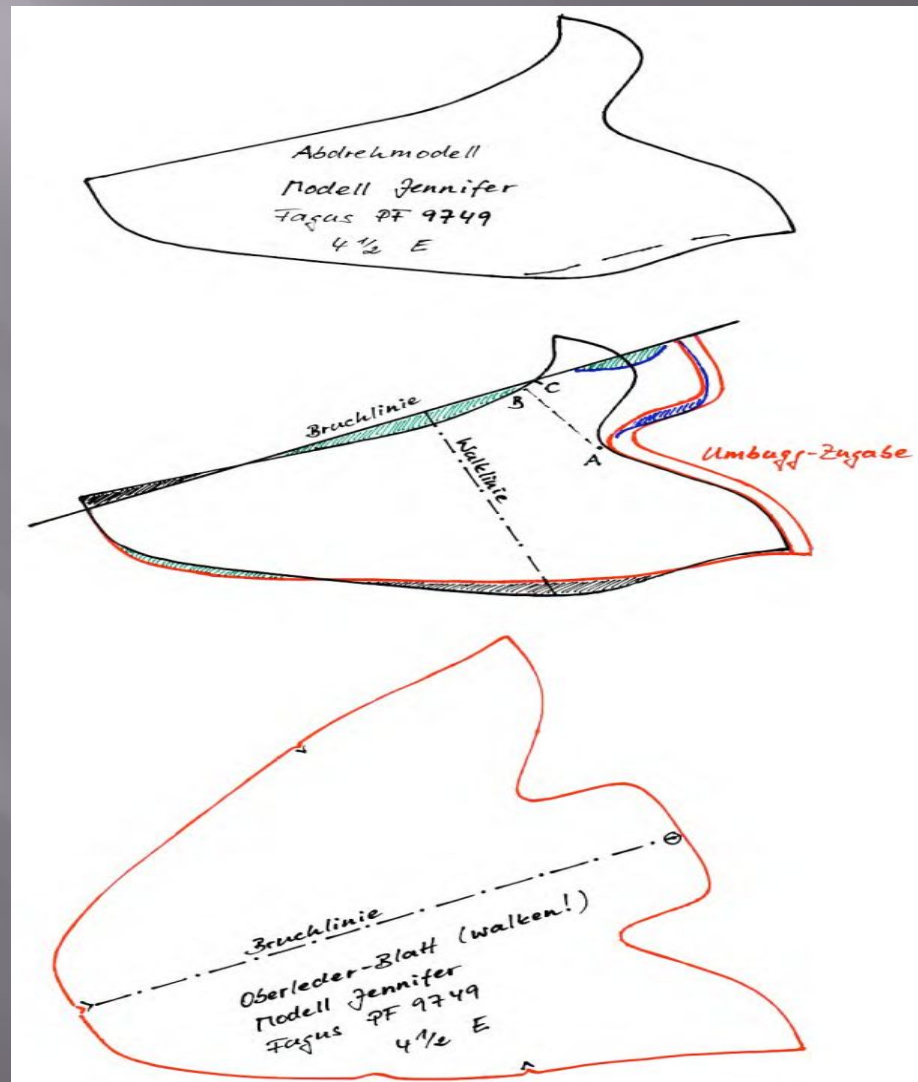 Abdrehmodell
Modell Jennifer
Fagus PF 9749
4 1/2 E
Bruchlinie
B
C
Walklinie
A
Umbugg-Zugabe
Bruchlinie
Oberleder-Blatt (walken!)
Modell Jennifer
Fagus PF 9749
4 1/2 E